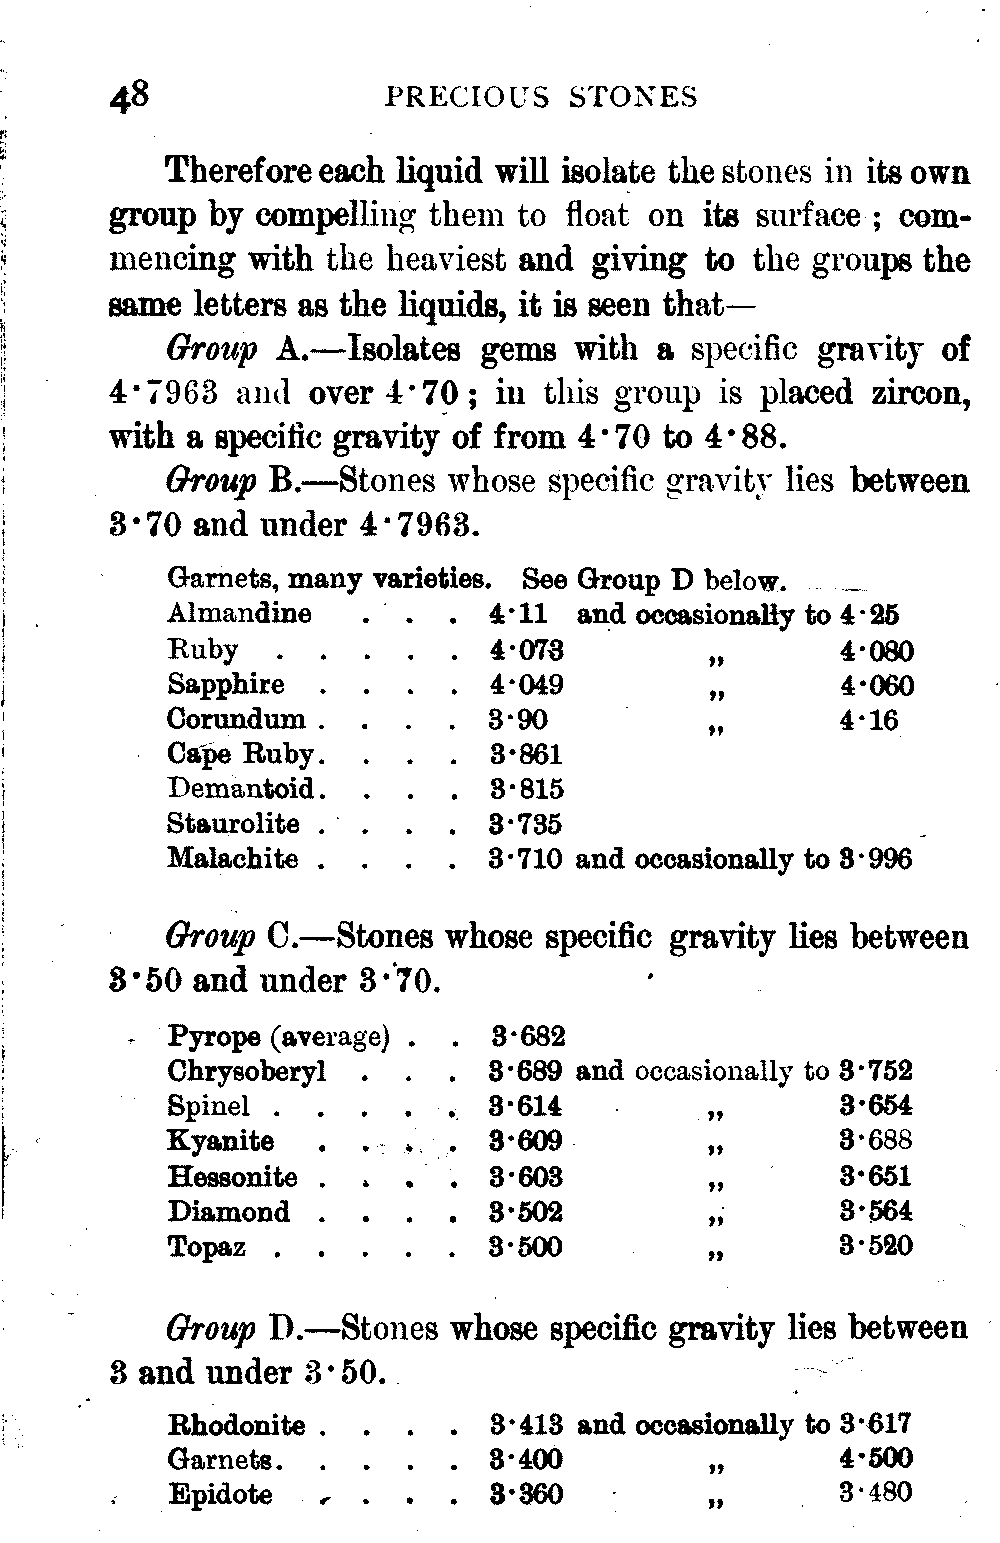 48 PRECIOUS STONES
Therefore each liquid will isolate the stones in its own
group by compelling them to float on its surface ; com-
mencing with the heaviest and giving to the groups the
same letters as the liquids, it is seen that—
Group A.—Isolates gems with a specific gravity of
4·7963 and over 4·70 ; in this group is placed zircon,
with a specific gravity of from 4·70 to 4·88.
Group B.—Stones whose specific gravity lies between
3·70 and under 4·7963.
Garnets, many varieties. See Group D below.
Almandine . . . 4·11 and occasionally to 4·25
Ruby . . . . . 4·073 „ 4·080
Sapphire . . . . 4·049 „ 4·060
Corundum . . . . 3·90 „ 4·16
Cape Ruby. . . . 3·861
Demantoid. . . . 3·815
Staurolite . . . . 3·735
Malachite . . . . 3·710 and occasionally to 3·996
Group C.—Stones whose specific gravity lies between
3·50 and under 3·70.
Pyrope (average) . . 3·682
Chrysoberyl . . . 3·689 and occasionally to 3·752
Spinel . . . . . 3·614 „ 3·654
Kyanite . . . . 3·609 „ 3·688
Hessonite . . . . 3·603 „ 3·651
Diamond . . . . 3·502 „ 3·564
Topaz . . . . . 3·500 „ 3·520
Group D.—Stones whose specific gravity lies between
3 and under 3·50.
Rhodonite . . . . 3·413 and occasionally to 3·617
Garnets. . . . . 3·400 „ 4·500
Epidote . . . . 3·360 „ 3·480